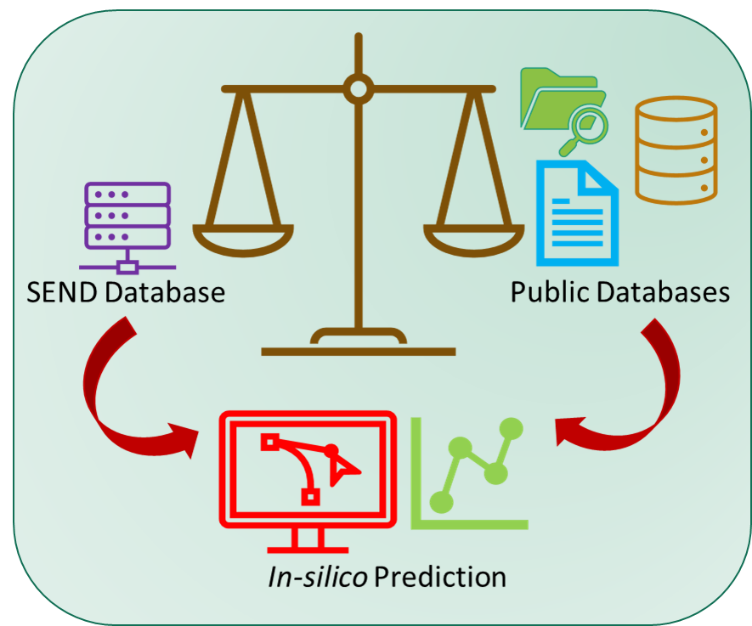 SEND Database
Public Databases
In-silico Prediction